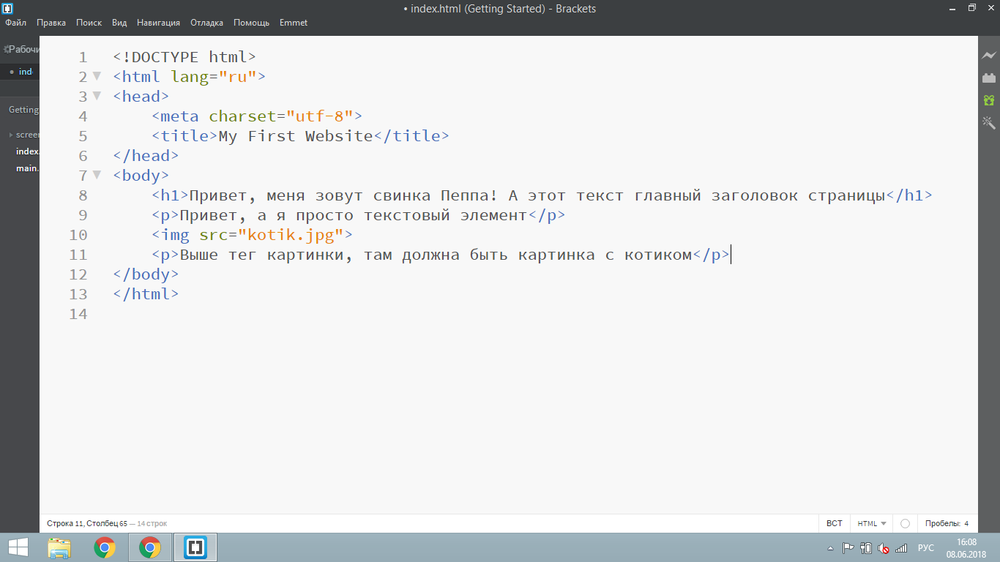 • index.html (Getting Started) - Brackets
Файл Правка Поиск Вид Навигация Отладка Помощь Emmet
Рабочи
• ind
Getting
screen
index.
main.
1 <!DOCTYPE html>
2 <html lang="ru">
3 <head>
4 <meta charset="utf-8">
5 <title>My First Website</title>
6 </head>
7 <body>
8 <h1>Привет, меня зовут свинка Пеппа! А этот текст главный заголовок страницы</h1>
9 <p>Привет, а я просто текстовый элемент</p>
10 <img src="kotik.jpg">
11 <p>Выше тег картинки, там должна быть картинка с котиком</p>
12 </body>
13 </html>
14
Строка 11, Столбец 65 — 14 строк
ВСТ HTML Пробелы: 4
РУС
16:08
08.06.2018